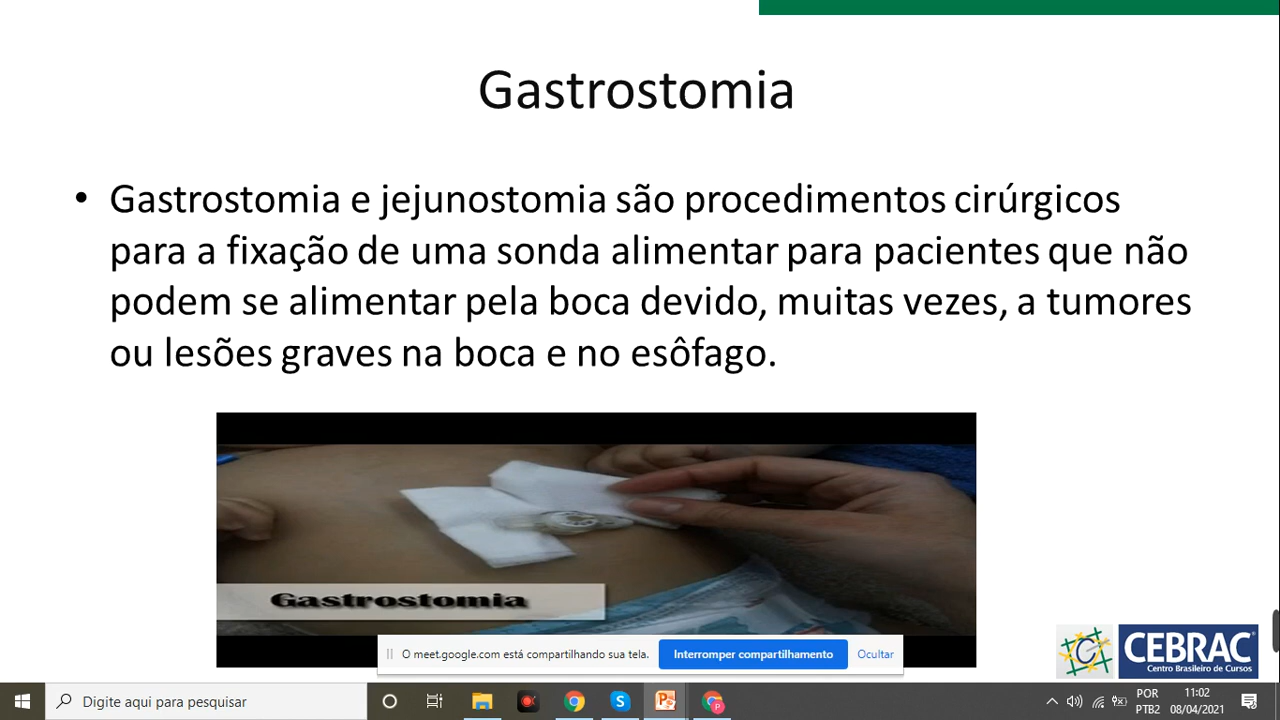 Gastrostomia
• Gastrostomia e jejunostomia são procedimentos cirúrgicos
para a fixação de uma sonda alimentar para pacientes que não
podem se alimentar pela boca devido, muitas vezes, a tumores
ou lesões graves na boca e no esôfago.
Gastrostomia
O meet.google.com está compartilhando sua tela. Interromper compartilhamento Ocultar
CEBRAC
Centro Brasileiro de Cursos
Digite aqui para pesquisar
POR
PTB2
11:02
08/04/2021